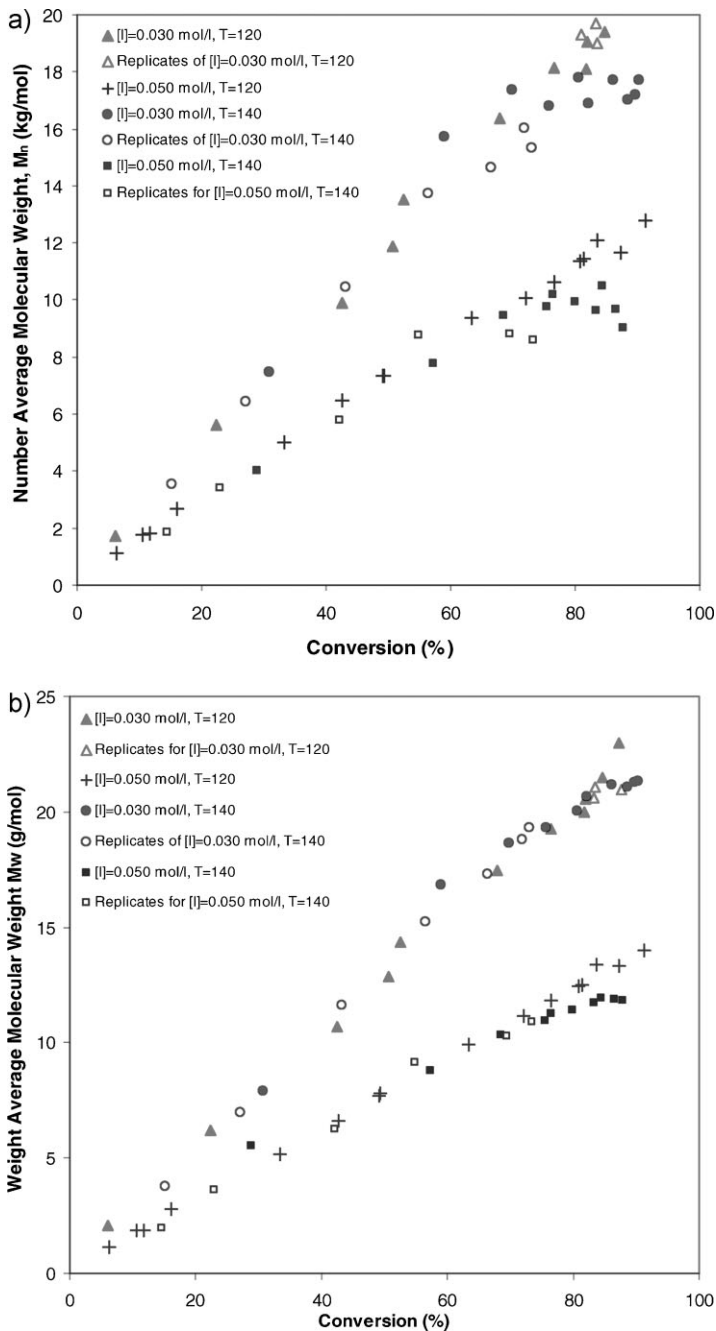 a)
20
18
16
14
12
10
8
6
4
2
0
Number Average Molecular Weight, Mn (kg/mol)
[I]=0.030 mol/l, T=120
Replicates of [I]=0.030 mol/l, T=120
[I]=0.050 mol/l, T=120
[I]=0.030 mol/l, T=140
Replicates of [I]=0.030 mol/l, T=140
[I]=0.050 mol/l, T=140
Replicates for [I]=0.050 mol/l, T=140
0 20 40 60 80 100
Conversion (%)
b)
25
20
15
10
5
0
Weight Average Molecular Weight Mw (g/mol)
[I]=0.030 mol/l, T=120
Replicates for [I]=0.030 mol/l, T=120
[I]=0.050 mol/l, T=120
[I]=0.030 mol/l, T=140
Replicates of [I]=0.030 mol/l, T=140
[I]=0.050 mol/l, T=140
Replicates for [I]=0.050 mol/l, T=140
0 20 40 60 80 100
Conversion (%)